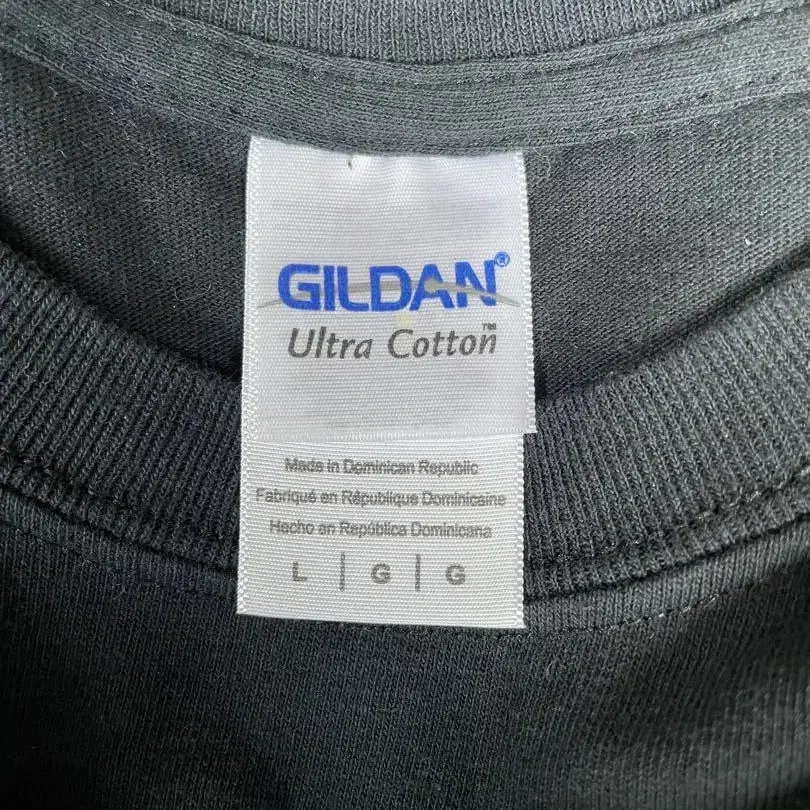 GILDAN®
Ultra Cotton™
Made in Dominican Republic
Fabriqué en République Dominicaine
Hecho en República Dominicana
L | G | G